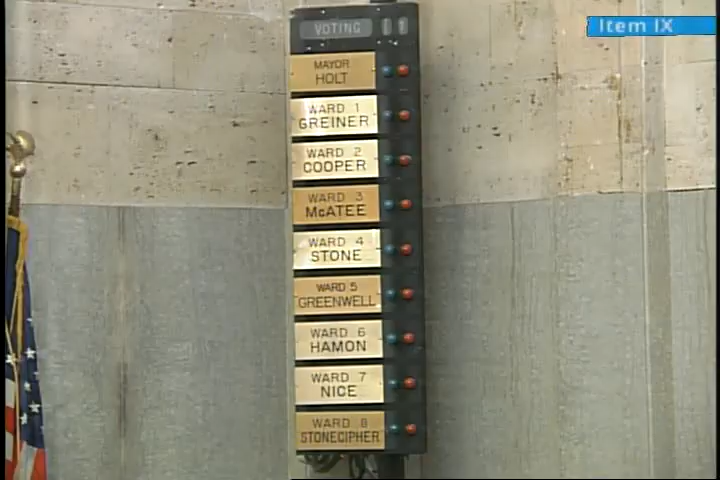 Item IX
VOTING
MAYOR
HOLT
WARD 1
GREINER
WARD 2
COOPER
WARD 3
McATEE
WARD 4
STONE
WARD 5
GREENWELL
WARD 6
HAMON
WARD 7
NICE
WARD 8
STONECIPHER